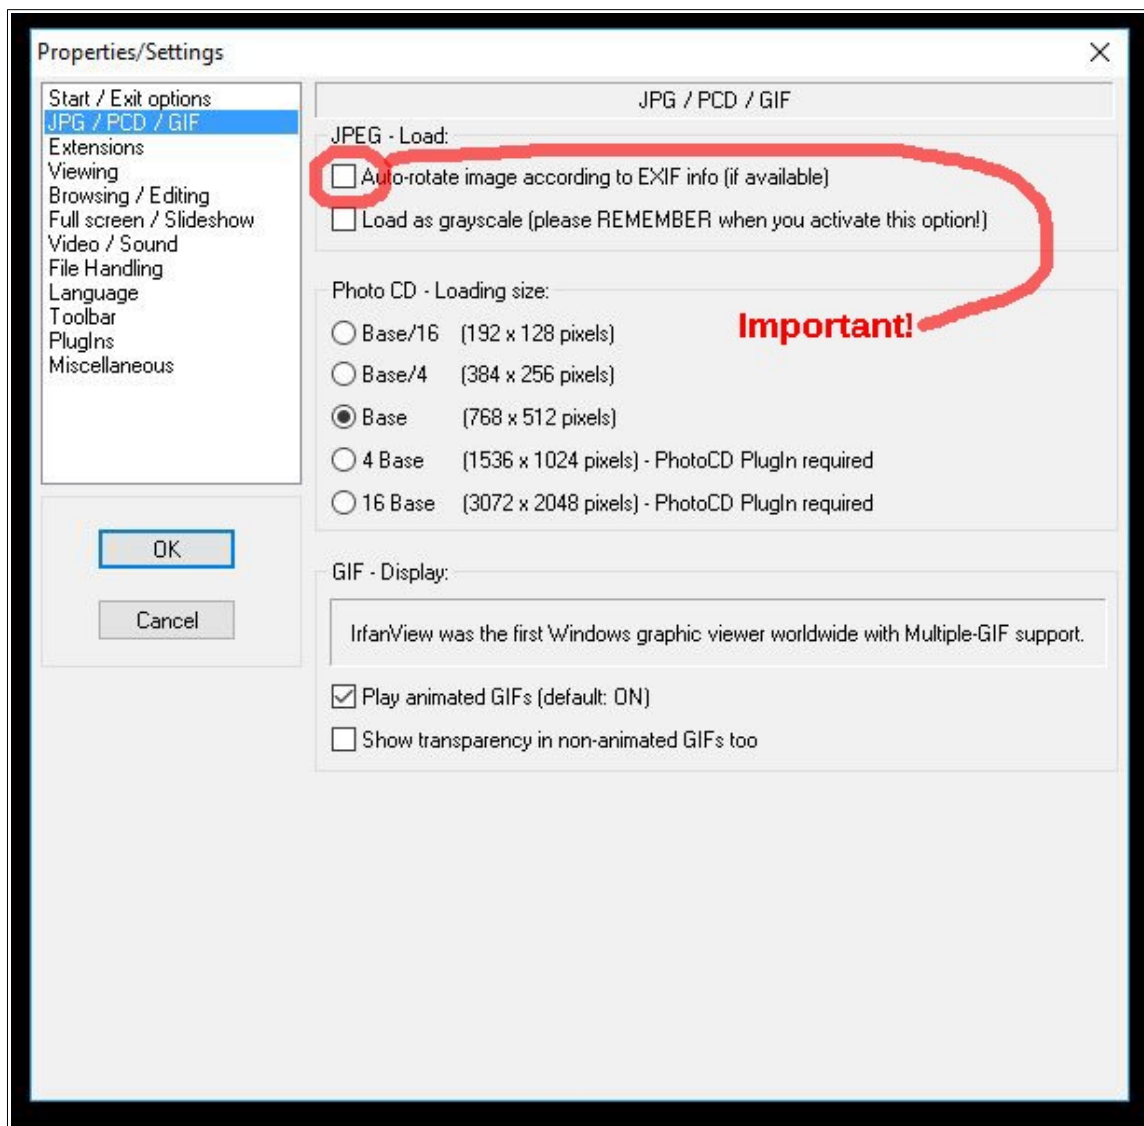 Properties/Settings
Start / Exit options
JPG / PCD / GIF
Extensions
Viewing
Browsing / Editing
Full screen / Slideshow
Video / Sound
File Handling
Language
Toolbar
PlugIns
Miscellaneous
OK
Cancel
JPG / PCD / GIF
JPEG - Load:
Auto-rotate image according to EXIF info (if available)
Load as grayscale (please REMEMBER when you activate this option!)
Important!
Photo CD - Loading size:
Base/16 (192 x 128 pixels)
Base/4 (384 x 256 pixels)
Base (768 x 512 pixels)
4 Base (1536 x 1024 pixels) - PhotoCD PlugIn required
16 Base (3072 x 2048 pixels) - PhotoCD PlugIn required
GIF - Display:
IrfanView was the first Windows graphic viewer worldwide with Multiple-GIF support.
Play animated GIFs (default: ON)
Show transparency in non-animated GIFs too